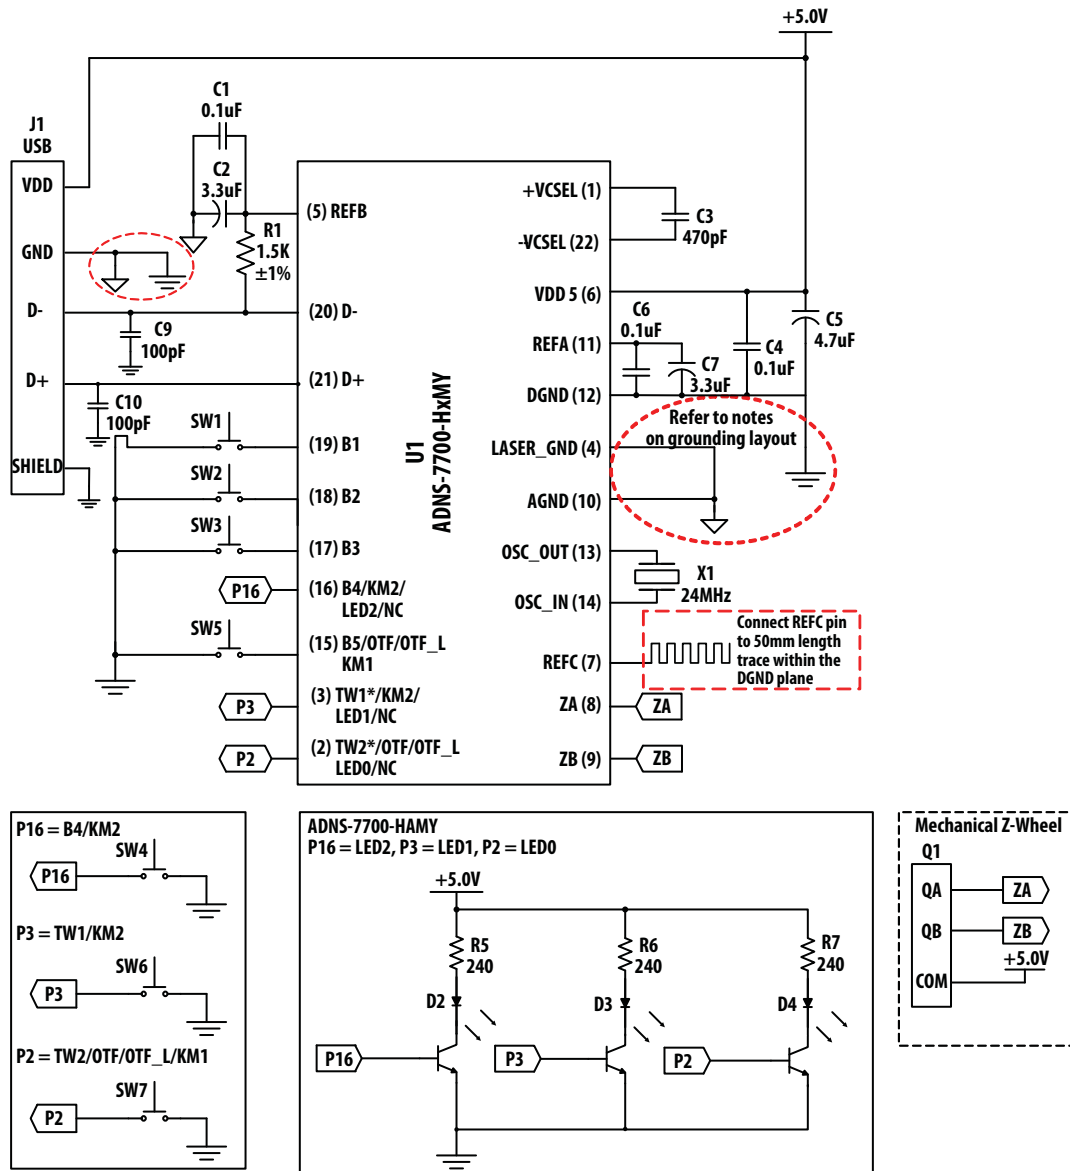 +5.0V
C1
0.1uF
J1
USB
C2
3.3uF
VDD
GND
D-
D+
SHIELD
R1
1.5K
±1%
C9
100pF
C10
100pF
SW1
SW2
SW3
P16
SW5
P3
P2
(5) REFB
(20) D-
(21) D+
(19) B1
(18) B2
(17) B3
(16) B4/KM2/
LED2/NC
(15) B5/OTF/OTF_L
KM1
(3) TW1*/KM2/
LED1/NC
(2) TW2*/OTF/OTF_L
LED0/NC
U1
ADNS-7700-HxMY
+VCSEL (1)
-VCSEL (22)
VDD 5 (6)
REFA (11)
DGND (12)
LASER_GND (4)
AGND (10)
OSC_OUT (13)
OSC_IN (14)
REFC (7)
ZA (8)
ZB (9)
C3
470pF
C6
0.1uF
C7
3.3uF
C4
0.1uF
C5
4.7uF
Refer to notes
on grounding layout
X1
24MHz
Connect REFC pin
to 50mm length
trace within the
DGND plane
ZA
ZB
P16 = B4/KM2
SW4
P16
P3 = TW1/KM2
SW6
P3
P2 = TW2/OTF/OTF_L/KM1
SW7
P2
ADNS-7700-HAMY
P16 = LED2, P3 = LED1, P2 = LED0
+5.0V
R5
240
R6
240
R7
240
D2
D3
D4
P16
P3
P2
Mechanical Z-Wheel
Q1
QA
QB
COM
ZA
ZB
+5.0V